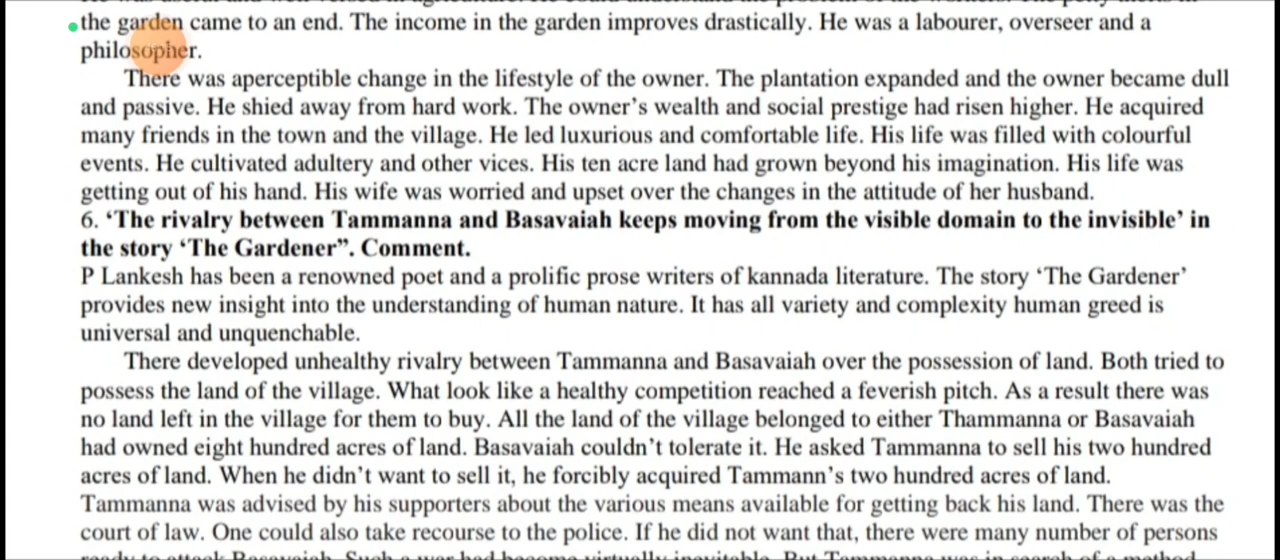 the garden came to an end. The income in the garden improves drastically. He was a labourer, overseer and a
philosopher.
There was aperceptible change in the lifestyle of the owner. The plantation expanded and the owner became dull
and passive. He shied away from hard work. The owner's wealth and social prestige had risen higher. He acquired
many friends in the town and the village. He led luxurious and comfortable life. His life was filled with colourful
events. He cultivated adultery and other vices. His ten acre land had grown beyond his imagination. His life was
getting out of his hand. His wife was worried and upset over the changes in the attitude of her husband.
6. ‘The rivalry between Tammanna and Basavaiah keeps moving from the visible domain to the invisible’ in
the story ‘The Gardener”. Comment.
P Lankesh has been a renowned poet and a prolific prose writers of kannada literature. The story ‘The Gardener’
provides new insight into the understanding of human nature. It has all variety and complexity human greed is
universal and unquenchable.
There developed unhealthy rivalry between Tammanna and Basavaiah over the possession of land. Both tried to
possess the land of the village. What look like a healthy competition reached a feverish pitch. As a result there was
no land left in the village for them to buy. All the land of the village belonged to either Thammanna or Basavaiah
had owned eight hundred acres of land. Basavaiah couldn’t tolerate it. He asked Tammanna to sell his two hundred
acres of land. When he didn’t want to sell it, he forcibly acquired Tammann’s two hundred acres of land.
Tammanna was advised by his supporters about the various means available for getting back his land. There was the
court of law. One could also take recourse to the police. If he did not want that, there were many number of persons